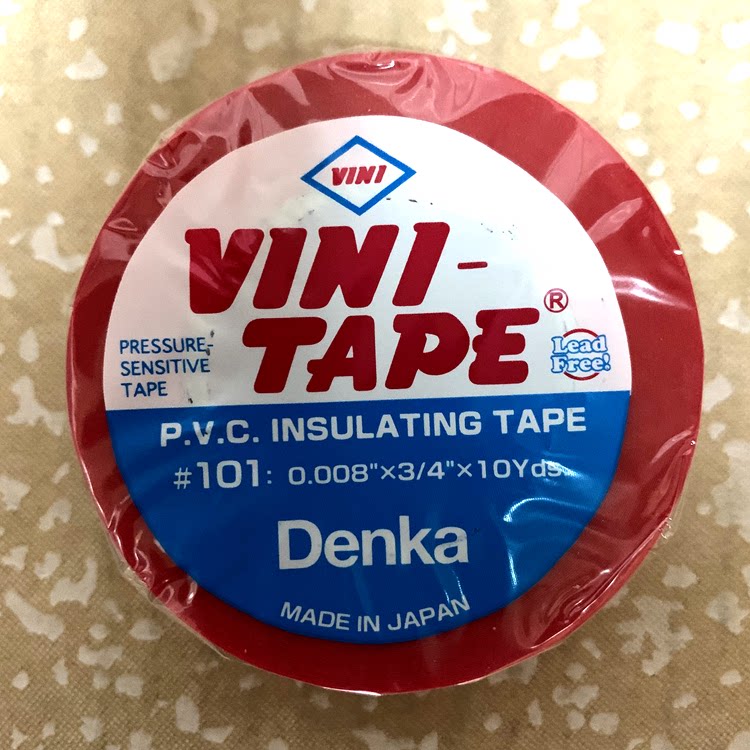 VINI
VINI-
TAPE®
PRESSURE-
SENSITIVE
TAPE
Lead
Free!
P.V.C. INSULATING TAPE
#101: 0.008"×3/4"×10Yds
Denka
MADE IN JAPAN